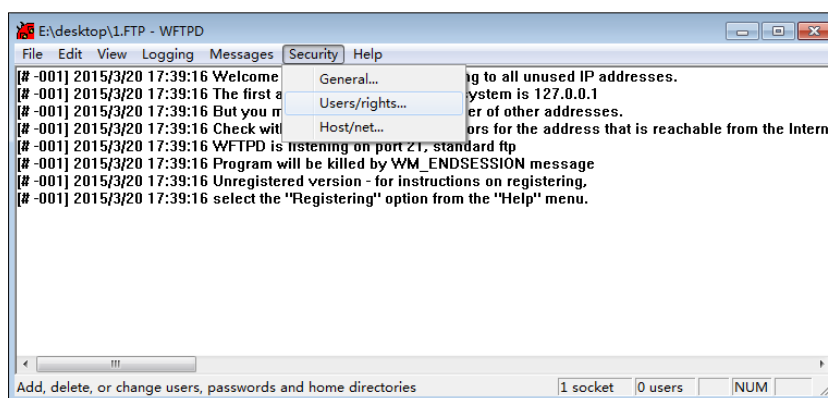 E:\desktop\1.FTP - WFTPD
File Edit View Logging Messages Security Help
General...
Users/rights...
Host/net...
[# -001] 2015/3/20 17:39:16 Welcome ng to all unused IP addresses.
[# -001] 2015/3/20 17:39:16 The first a ystem is 127.0.0.1
[# -001] 2015/3/20 17:39:16 But you m er of other addresses.
[# -001] 2015/3/20 17:39:16 Check wit ors for the address that is reachable from the Intern
[# -001] 2015/3/20 17:39:16 WFTPD is listening on port 21, standard ftp
[# -001] 2015/3/20 17:39:16 Program will be killed by WM_ENDSESSION message
[# -001] 2015/3/20 17:39:16 Unregistered version - for instructions on registering,
[# -001] 2015/3/20 17:39:16 select the "Registering" option from the "Help" menu.
Add, delete, or change users, passwords and home directories 1 socket 0 users NUM